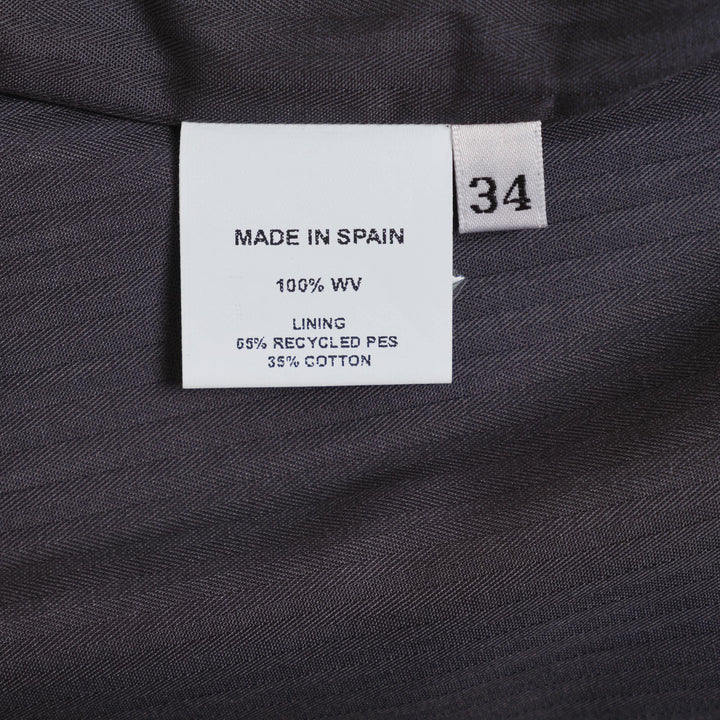 34
MADE IN SPAIN
100% WV
LINING
65% RECYCLED PES
35% COTTON